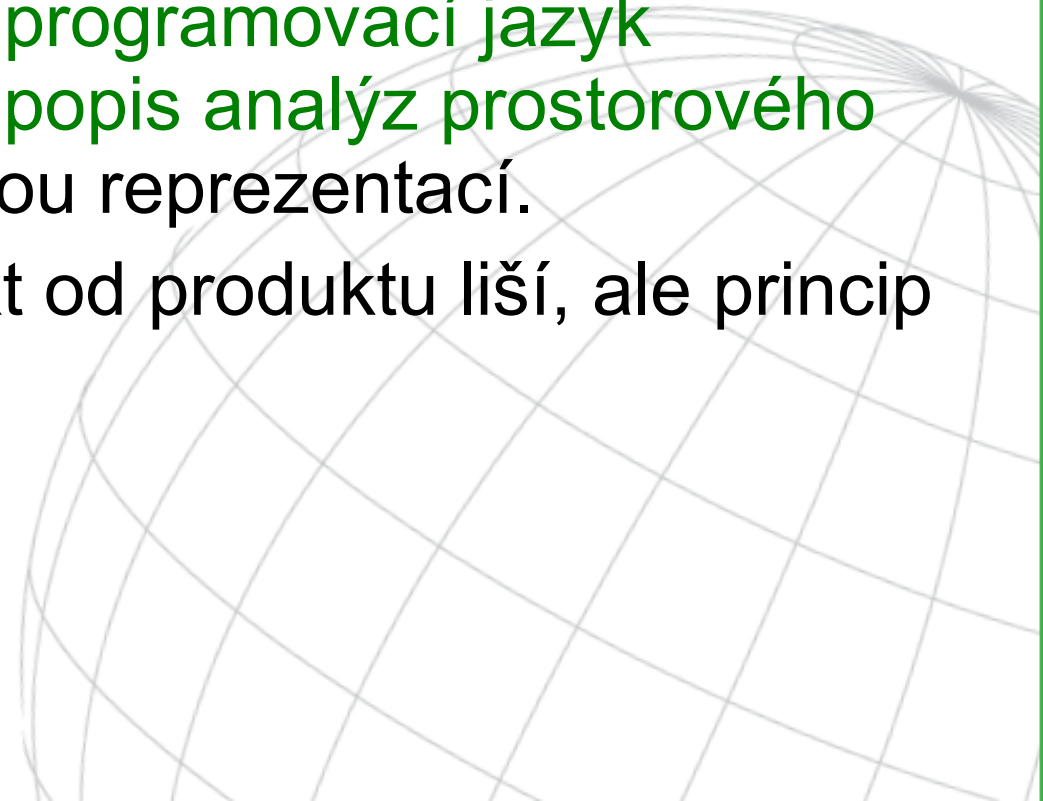 programovací jazyk
popis analýz prostorového
ou reprezentací.
t od produktu liší, ale princip